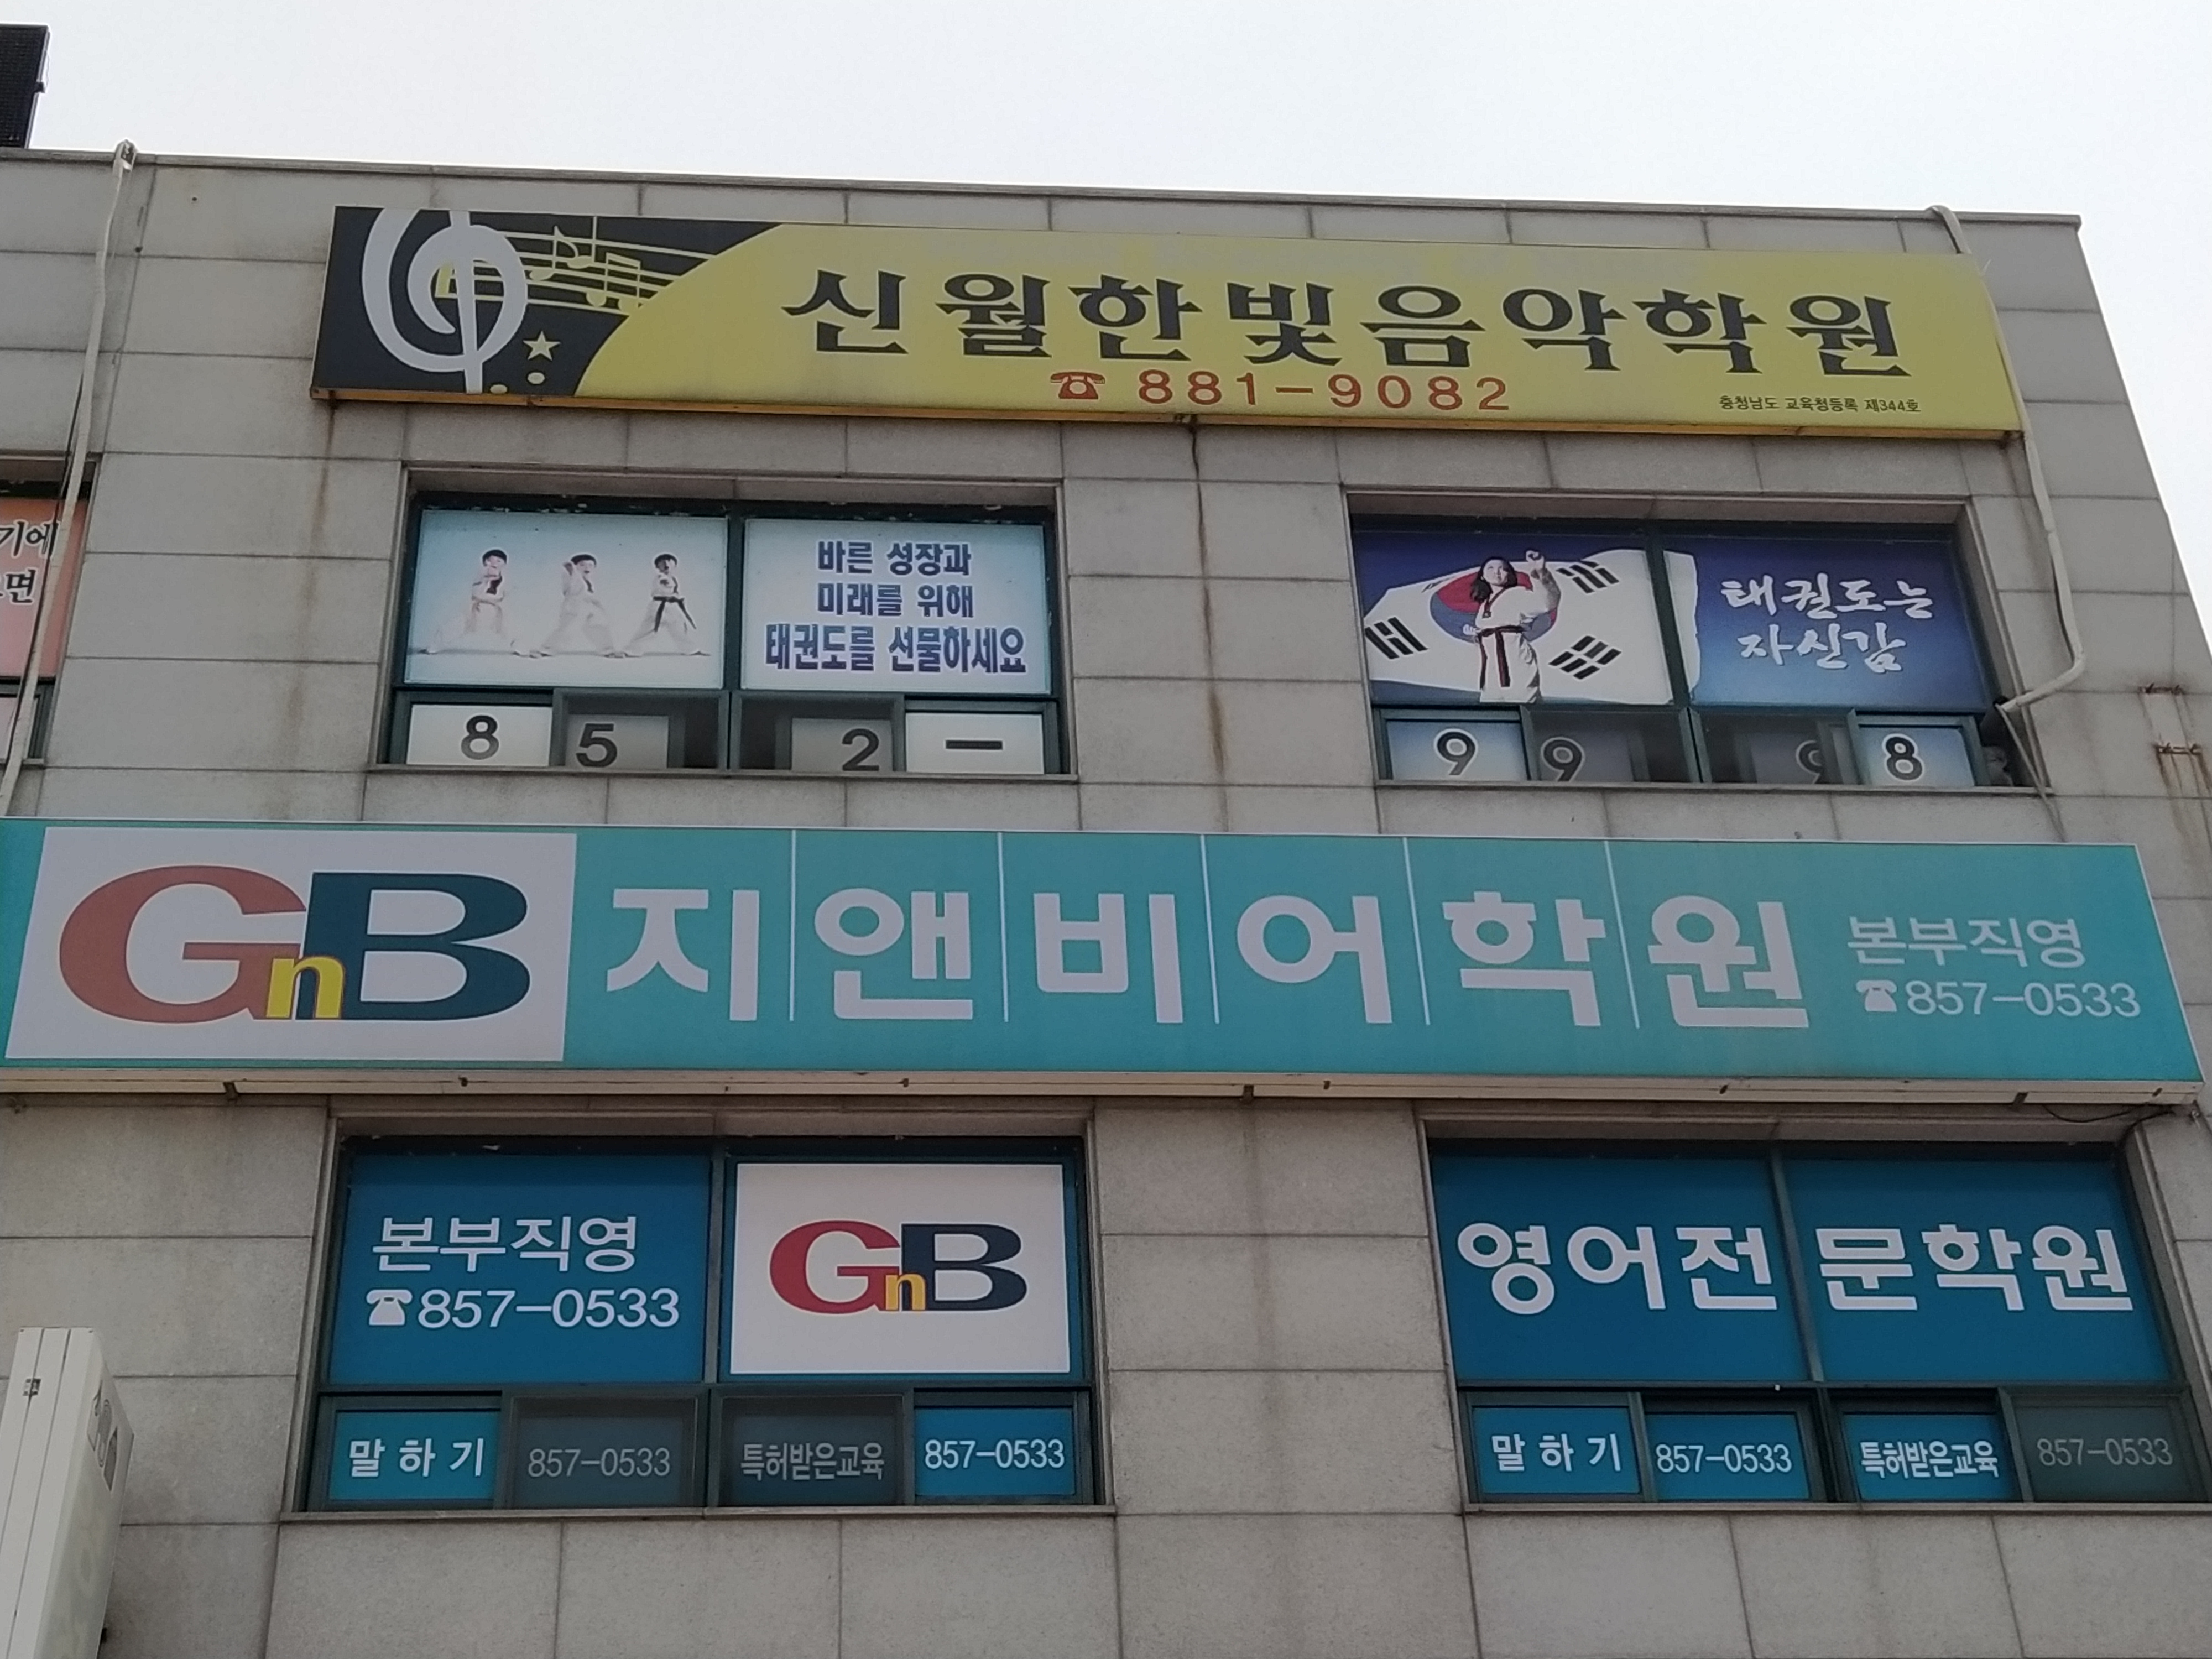 신월한빛음악학원
☎ 881-9082
충청남도 교육청등록 제344호
기에
면
바른 성장과
미래를 위해
태권도를 선물하세요
태권도는
자신감
8 5 2 -
9 9 9 8
GnB 지앤비어학원
본부직영
☎857-0533
본부직영
☎857-0533
GnB
영어전문학원
말하기 857-0533 특허받은교육 857-0533
말하기 857-0533 특허받은교육 857-0533